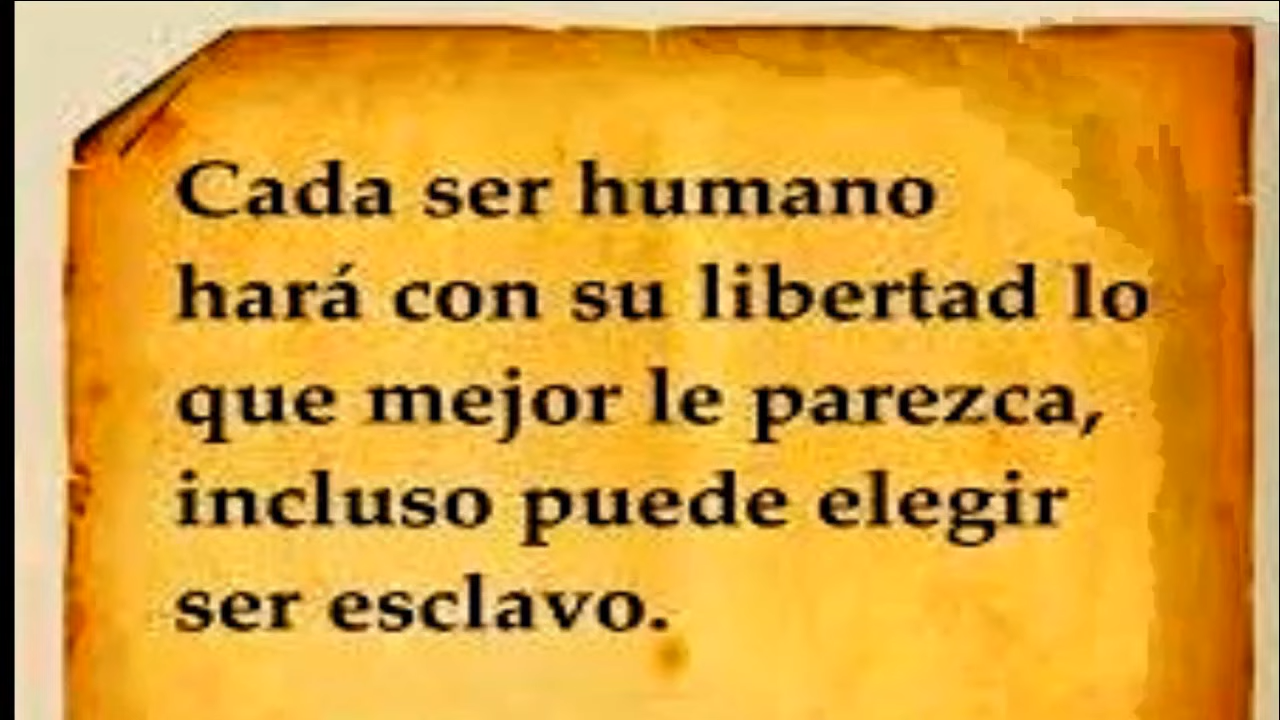 Cada ser humano
hará con su libertad lo
que mejor le parezca,
incluso puede elegir
ser esclavo.